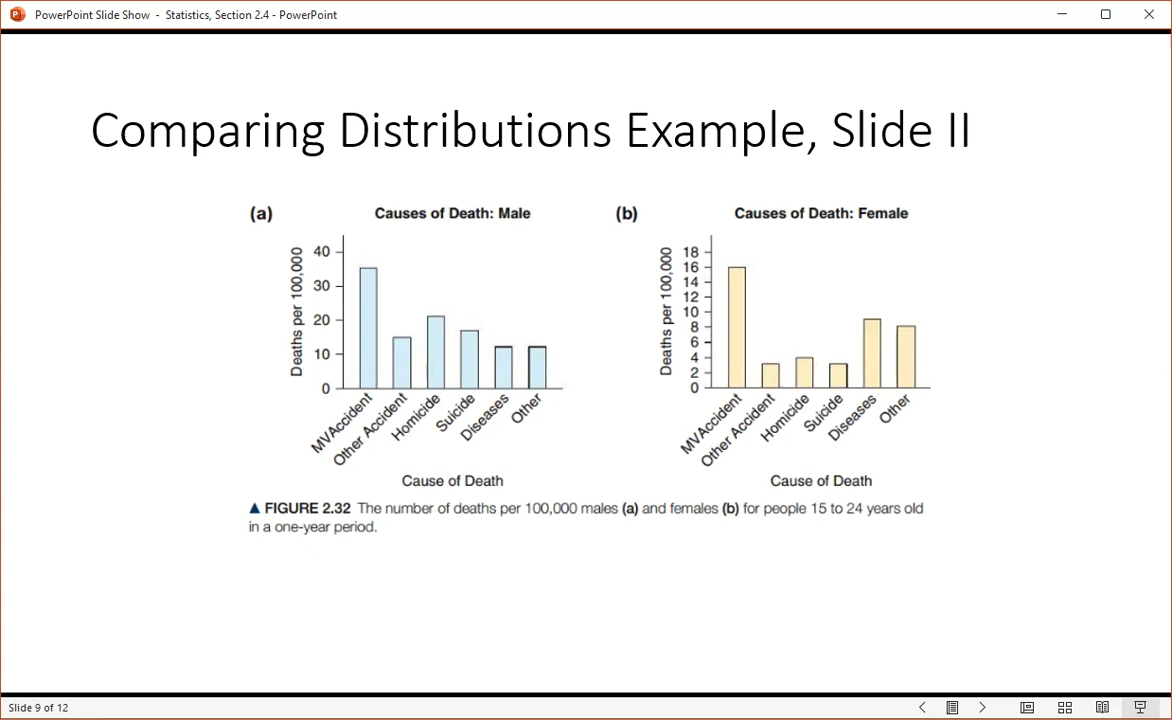 PowerPoint Slide Show - Statistics, Section 2.4 - PowerPoint
Comparing Distributions Example, Slide II
(a)
Causes of Death: Male
Deaths per 100,000
40
30
20
10
0
MVAccident
Other Accident
Homicide
Suicide
Diseases
Other
Cause of Death
(b)
Causes of Death: Female
Deaths per 100,000
18
16
14
12
10
8
6
4
2
0
MVAccident
Other Accident
Homicide
Suicide
Diseases
Other
Cause of Death
▲ FIGURE 2.32 The number of deaths per 100,000 males (a) and females (b) for people 15 to 24 years old
in a one-year period.
Slide 9 of 12